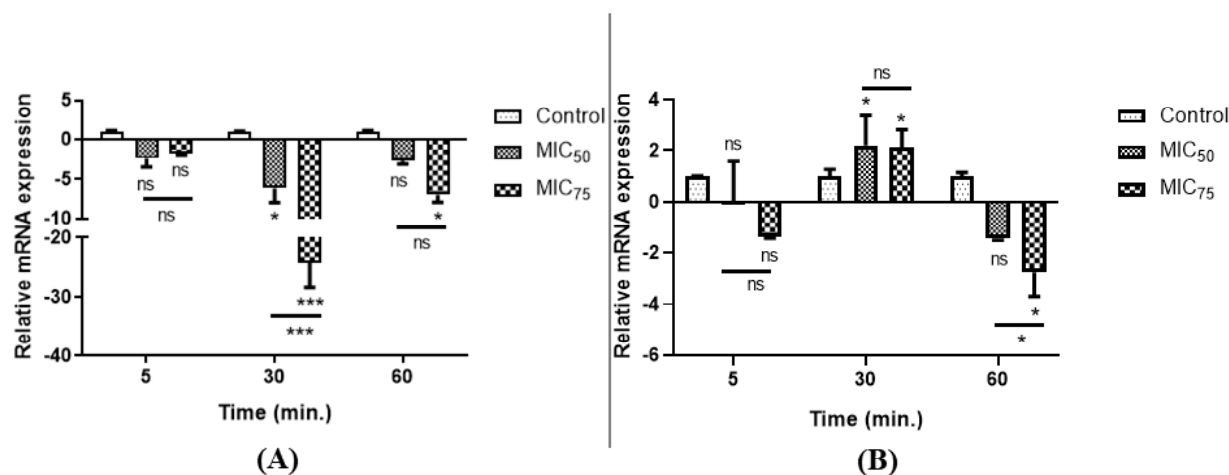 Relative mRNA expression
5
0
-5
-10
-20
-30
-40
ns
ns
ns
*
***
***
ns
*
ns
5
30
60
Time (min.)
Control
MIC50
MIC75
(A)
Relative mRNA expression
4
2
0
-2
-4
-6
ns
ns
ns
ns
*
*
ns
*
*
5
30
60
Time (min.)
Control
MIC50
MIC75
(B)